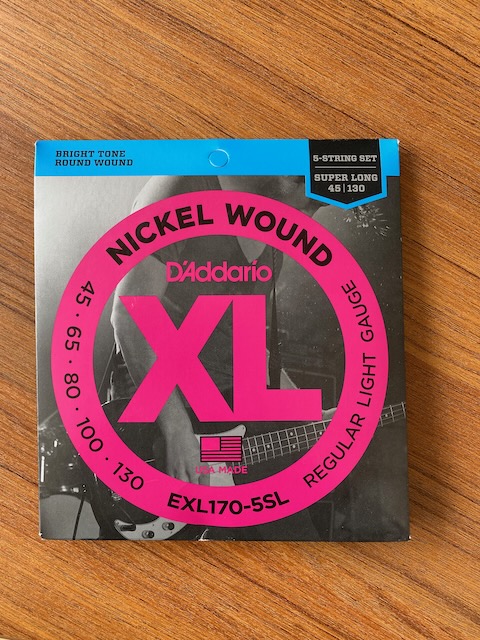 BRIGHT TONE
ROUND WOUND
5-STRING SET
SUPER LONG
45|130
NICKEL WOUND
D'Addario
XL
45 · 65 · 80 · 100 · 130
REGULAR LIGHT GAUGE
USA MADE
EXL170-5SL